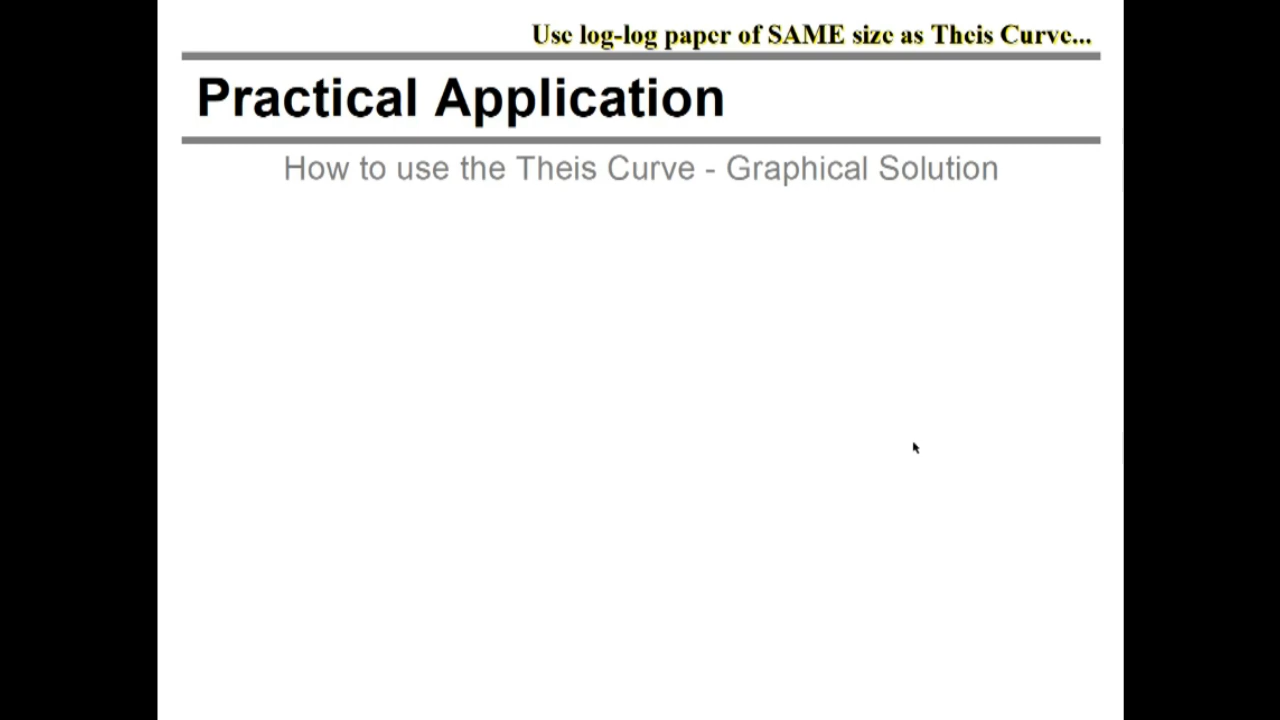 Use log-log paper of SAME size as Theis Curve...
Practical Application
How to use the Theis Curve - Graphical Solution